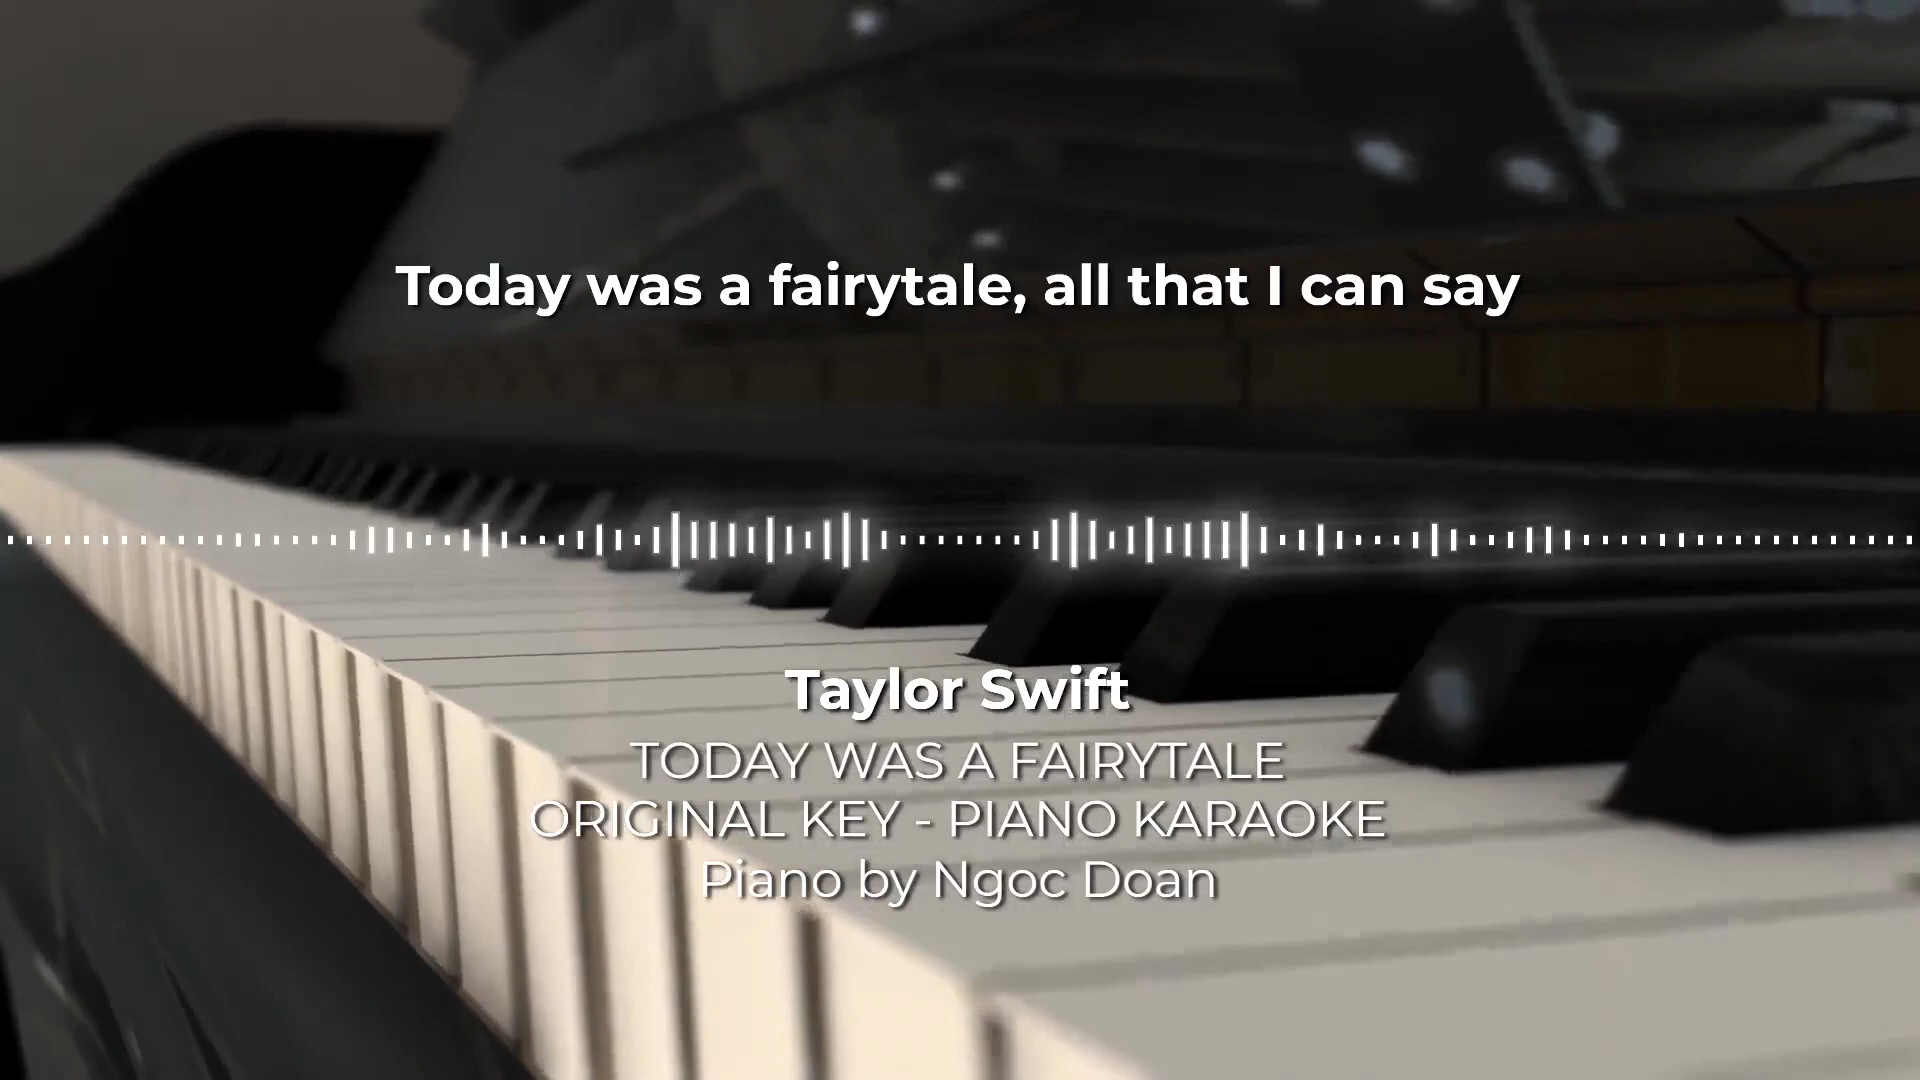 Today was a fairytale, all that I can say
Taylor Swift
TODAY WAS A FAIRYTALE
ORIGINAL KEY - PIANO KARAOKE
Piano by Ngoc Doan